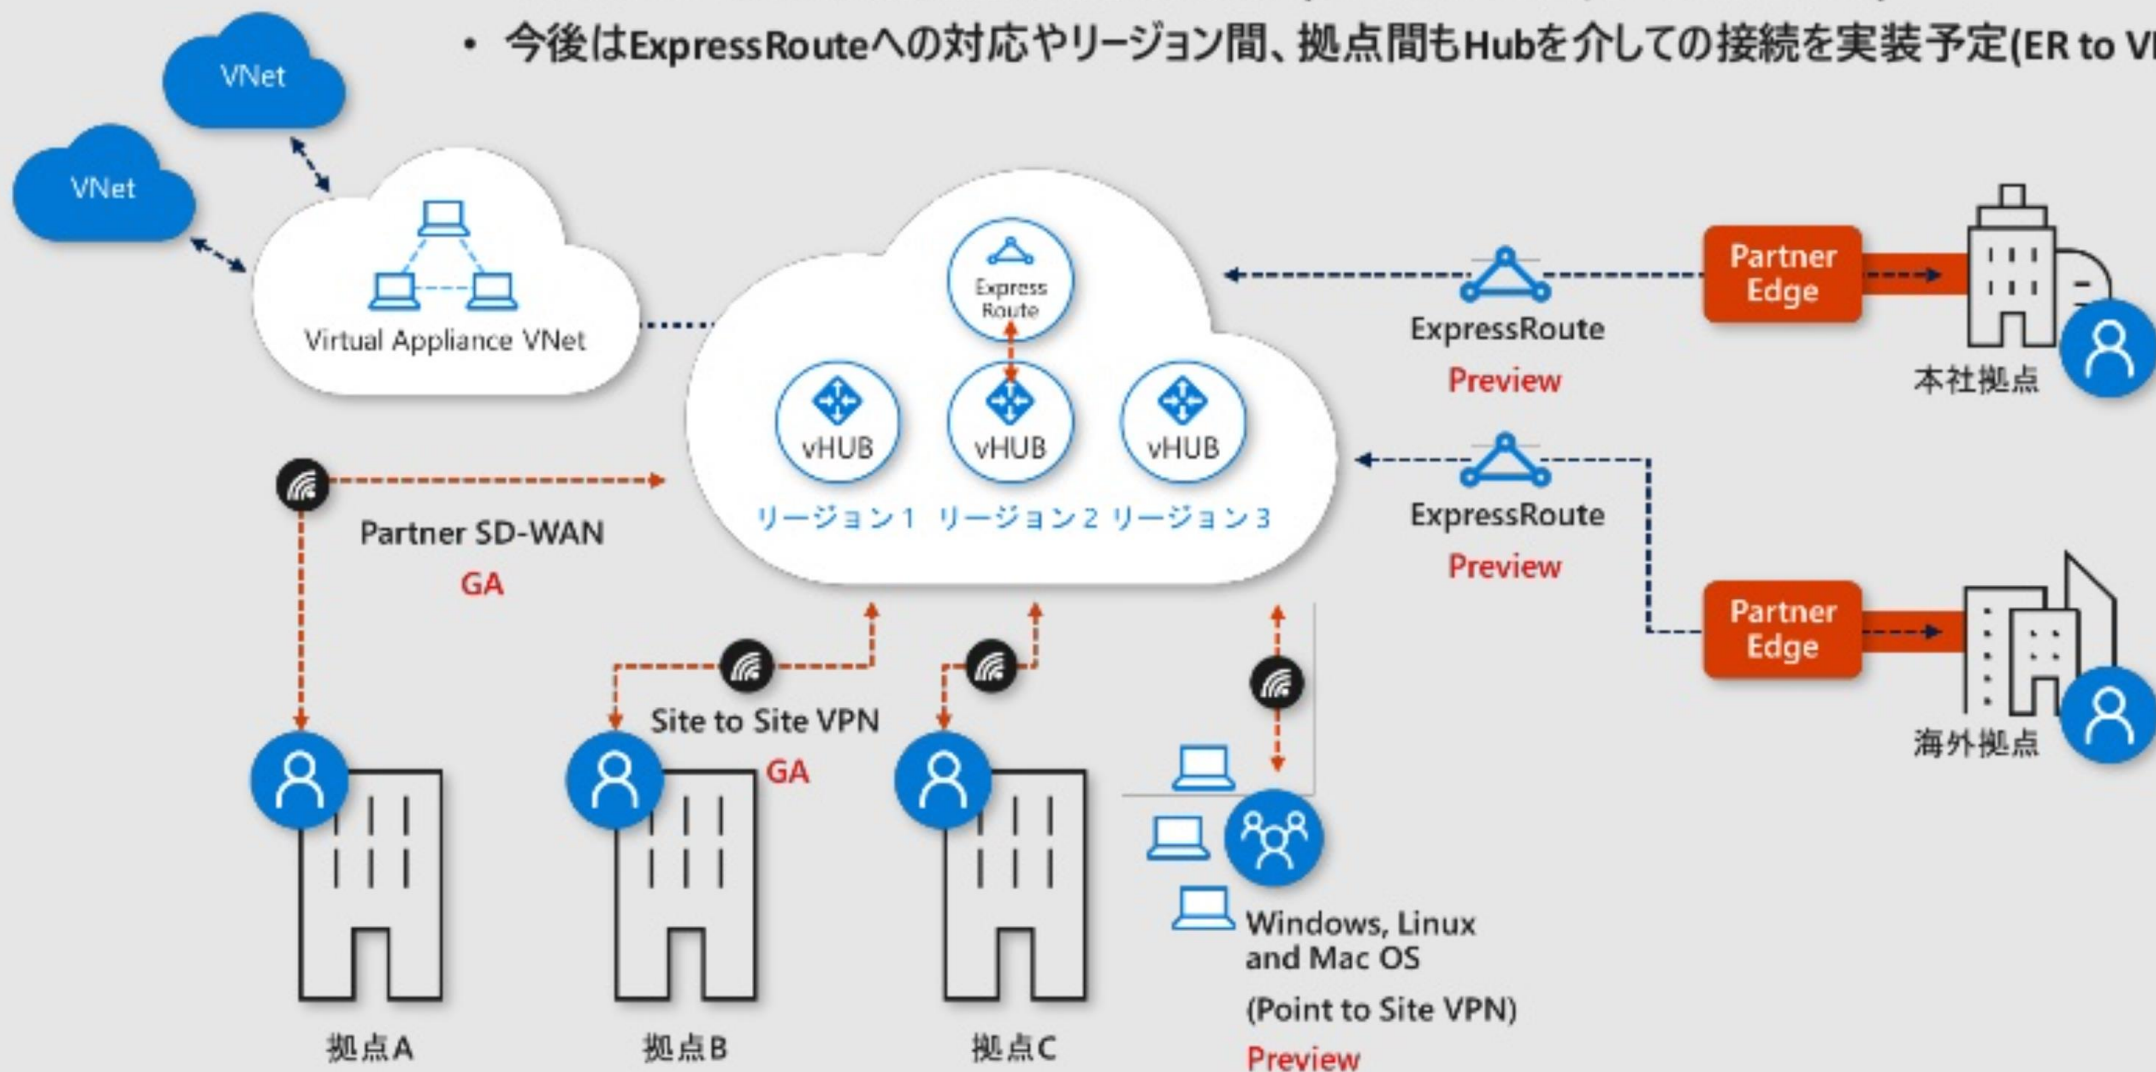 • 今後はExpressRouteへの対応やリージョン間、拠点間もHubを介しての接続を実装予定(ER to
VNet
VNet
Virtual Appliance VNet
Express
Route
vHUB
vHUB
vHUB
リージョン 1
リージョン 2
リージョン 3
ExpressRoute
Preview
Partner
Edge
本社拠点
ExpressRoute
Preview
Partner
Edge
海外拠点
Partner SD-WAN
GA
Site to Site VPN
GA
拠点A
拠点B
拠点C
Windows, Linux
and Mac OS
(Point to Site VPN)
Preview